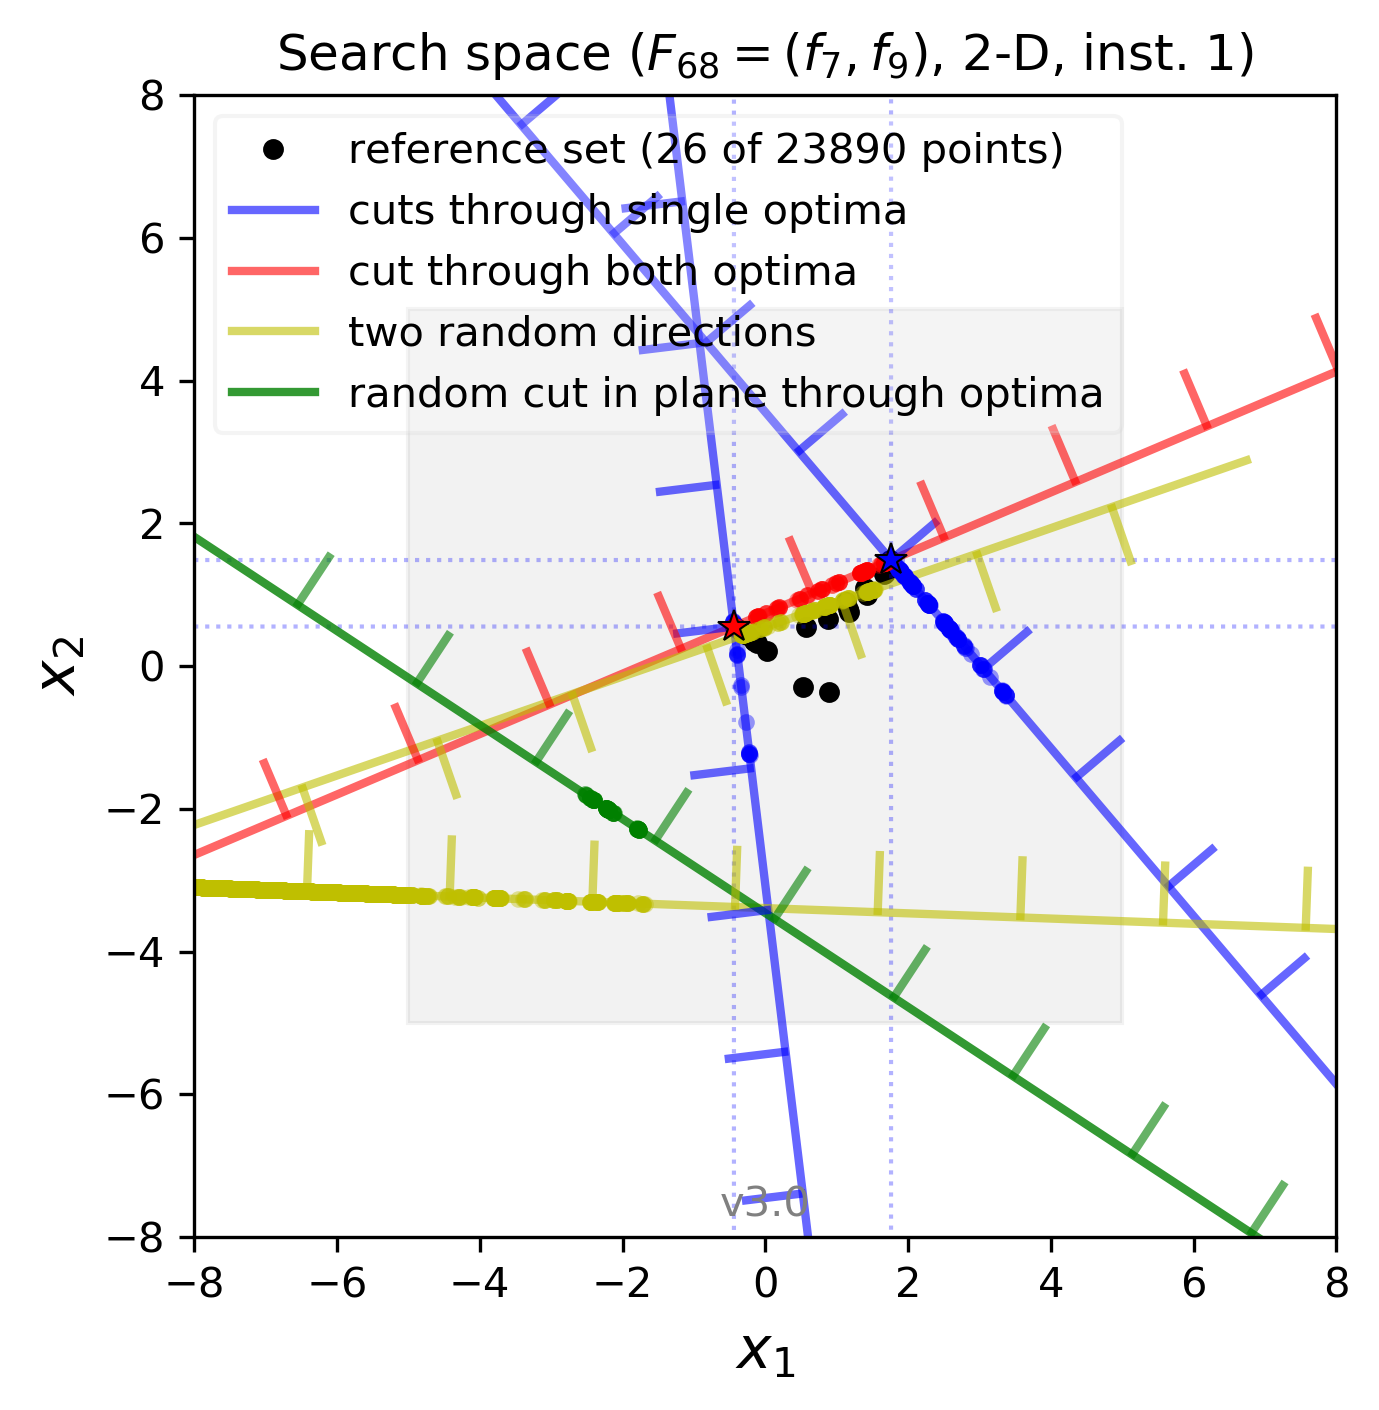 Search space (F₆₈ = (f₇, f₉), 2-D, inst. 1)
reference set (26 of 23890 points)
cuts through single optima
cut through both optima
two random directions
random cut in plane through optima
8
6
4
2
0
−2
−4
−6
−8
x₂
v3.0
−8 −6 −4 −2 0 2 4 6 8
x₁